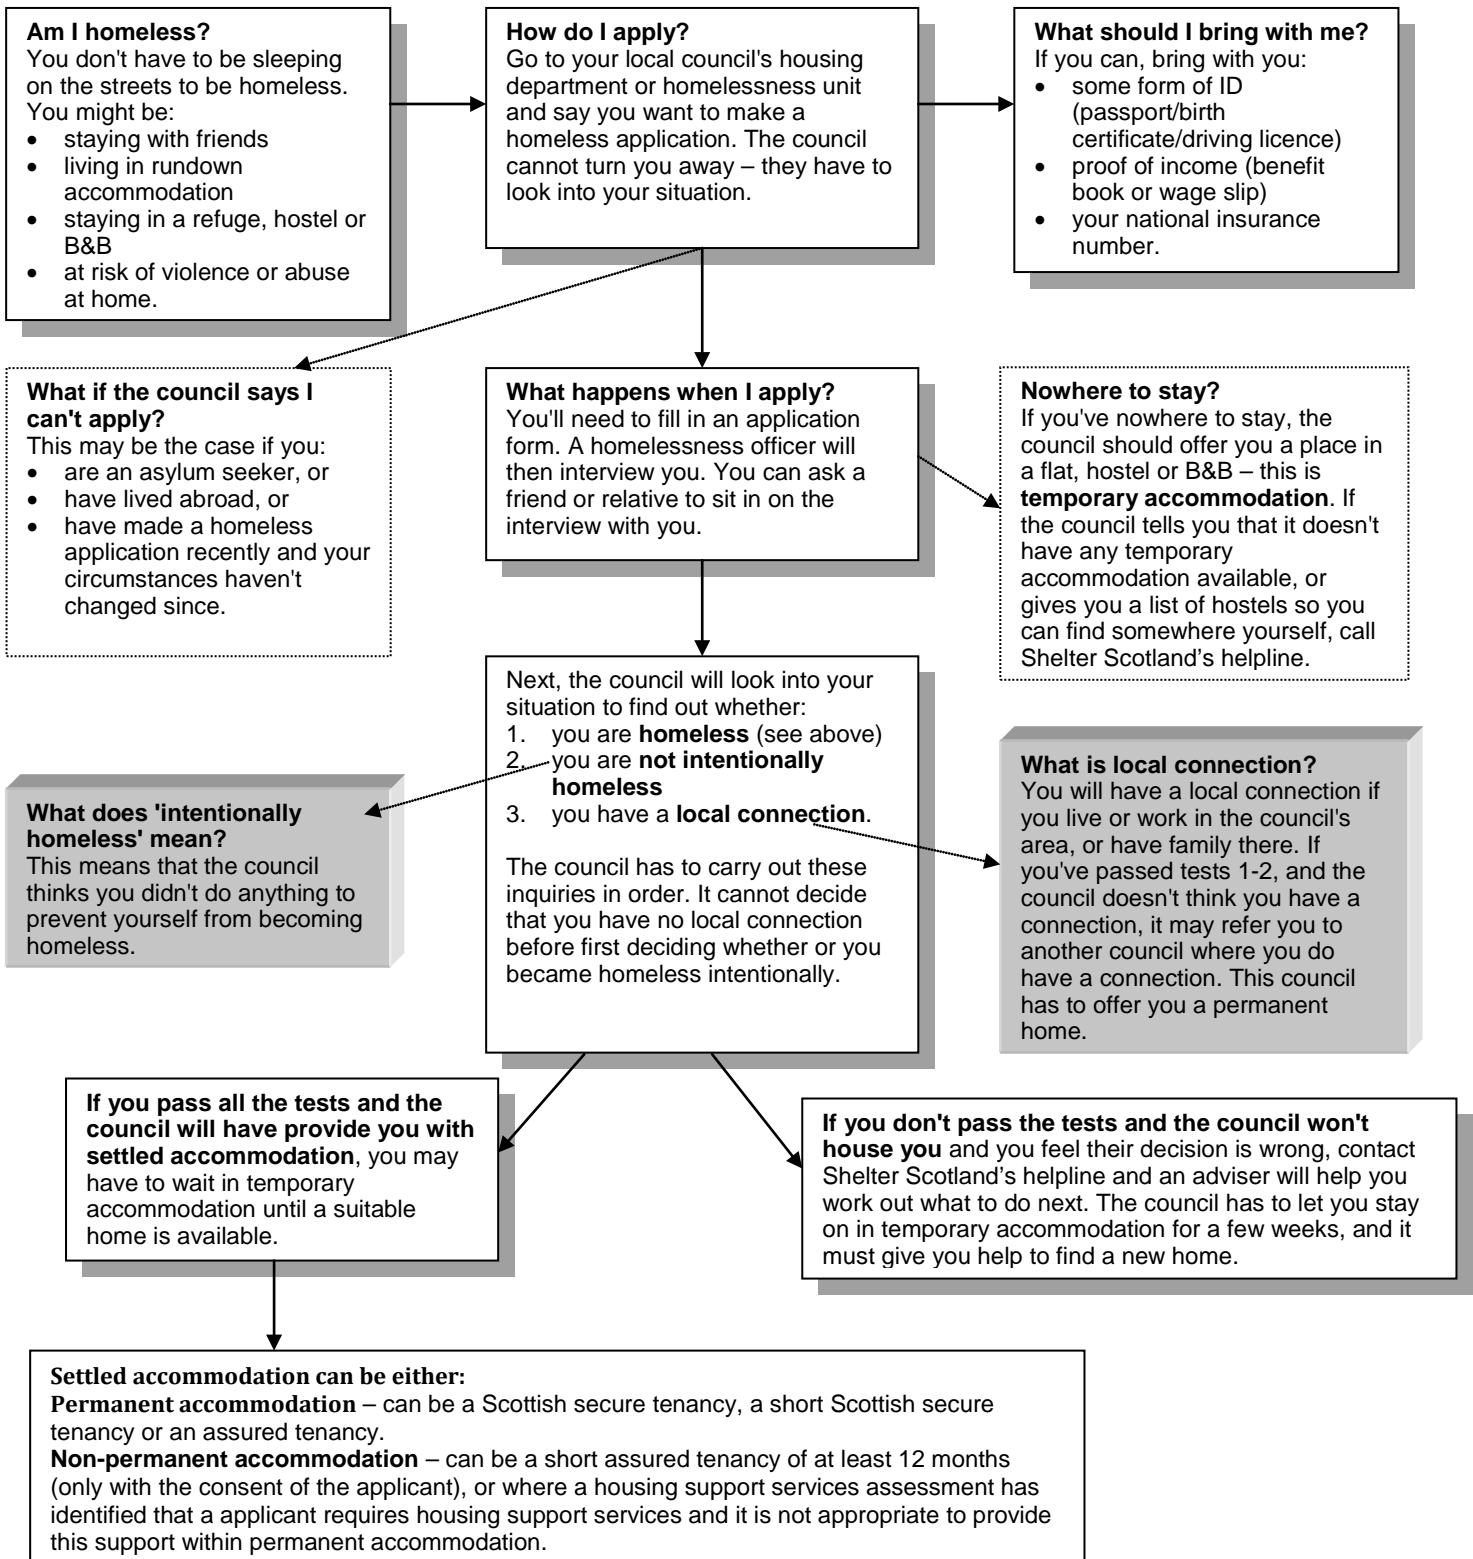 Am I homeless?
You don't have to be sleeping
on the streets to be homeless.
You might be:
• staying with friends
• living in rundown
accommodation
• staying in a refuge, hostel or
B&B
• at risk of violence or abuse
at home.
How do I apply?
Go to your local council's housing
department or homelessness unit
and say you want to make a
homeless application. The council
cannot turn you away – they have to
look into your situation.
What should I bring with me?
If you can, bring with you:
• some form of ID
(passport/birth
certificate/driving licence)
• proof of income (benefit
book or wage slip)
• your national insurance
number.
What if the council says I
can't apply?
This may be the case if you:
• are an asylum seeker, or
• have lived abroad, or
• have made a homeless
application recently and your
circumstances haven't
changed since.
What happens when I apply?
You'll need to fill in an application
form. A homelessness officer will
then interview you. You can ask a
friend or relative to sit in on the
interview with you.
Nowhere to stay?
If you've nowhere to stay, the
council should offer you a place in
a flat, hostel or B&B – this is
temporary accommodation. If
the council tells you that it doesn't
have any temporary
accommodation available, or
gives you a list of hostels so you
can find somewhere yourself, call
Shelter Scotland's helpline.
Next, the council will look into your
situation to find out whether:
1. you are homeless (see above)
2. you are not intentionally
homeless
3. you have a local connection.
The council has to carry out these
inquiries in order. It cannot decide
that you have no local connection
before first deciding whether or you
became homeless intentionally.
What does 'intentionally
homeless' mean?
This means that the council
thinks you didn't do anything to
prevent yourself from becoming
homeless.
What is local connection?
You will have a local connection if
you live or work in the council's
area, or have family there. If
you've passed tests 1-2, and the
council doesn't think you have a
connection, it may refer you to
another council where you do
have a connection. This council
has to offer you a permanent
home.
If you pass all the tests and the
council will have provide you with
settled accommodation, you may
have to wait in temporary
accommodation until a suitable
home is available.
If you don't pass the tests and the council won't
house you and you feel their decision is wrong, contact
Shelter Scotland's helpline and an adviser will help you
work out what to do next. The council has to let you stay
on in temporary accommodation for a few weeks, and it
must give you help to find a new home.
Settled accommodation can be either:
Permanent accommodation – can be a Scottish secure tenancy, a short Scottish secure
tenancy or an assured tenancy.
Non-permanent accommodation – can be a short assured tenancy of at least 12 months
(only with the consent of the applicant), or where a housing support services assessment has
identified that a applicant requires housing support services and it is not appropriate to provide
this support within permanent accommodation.